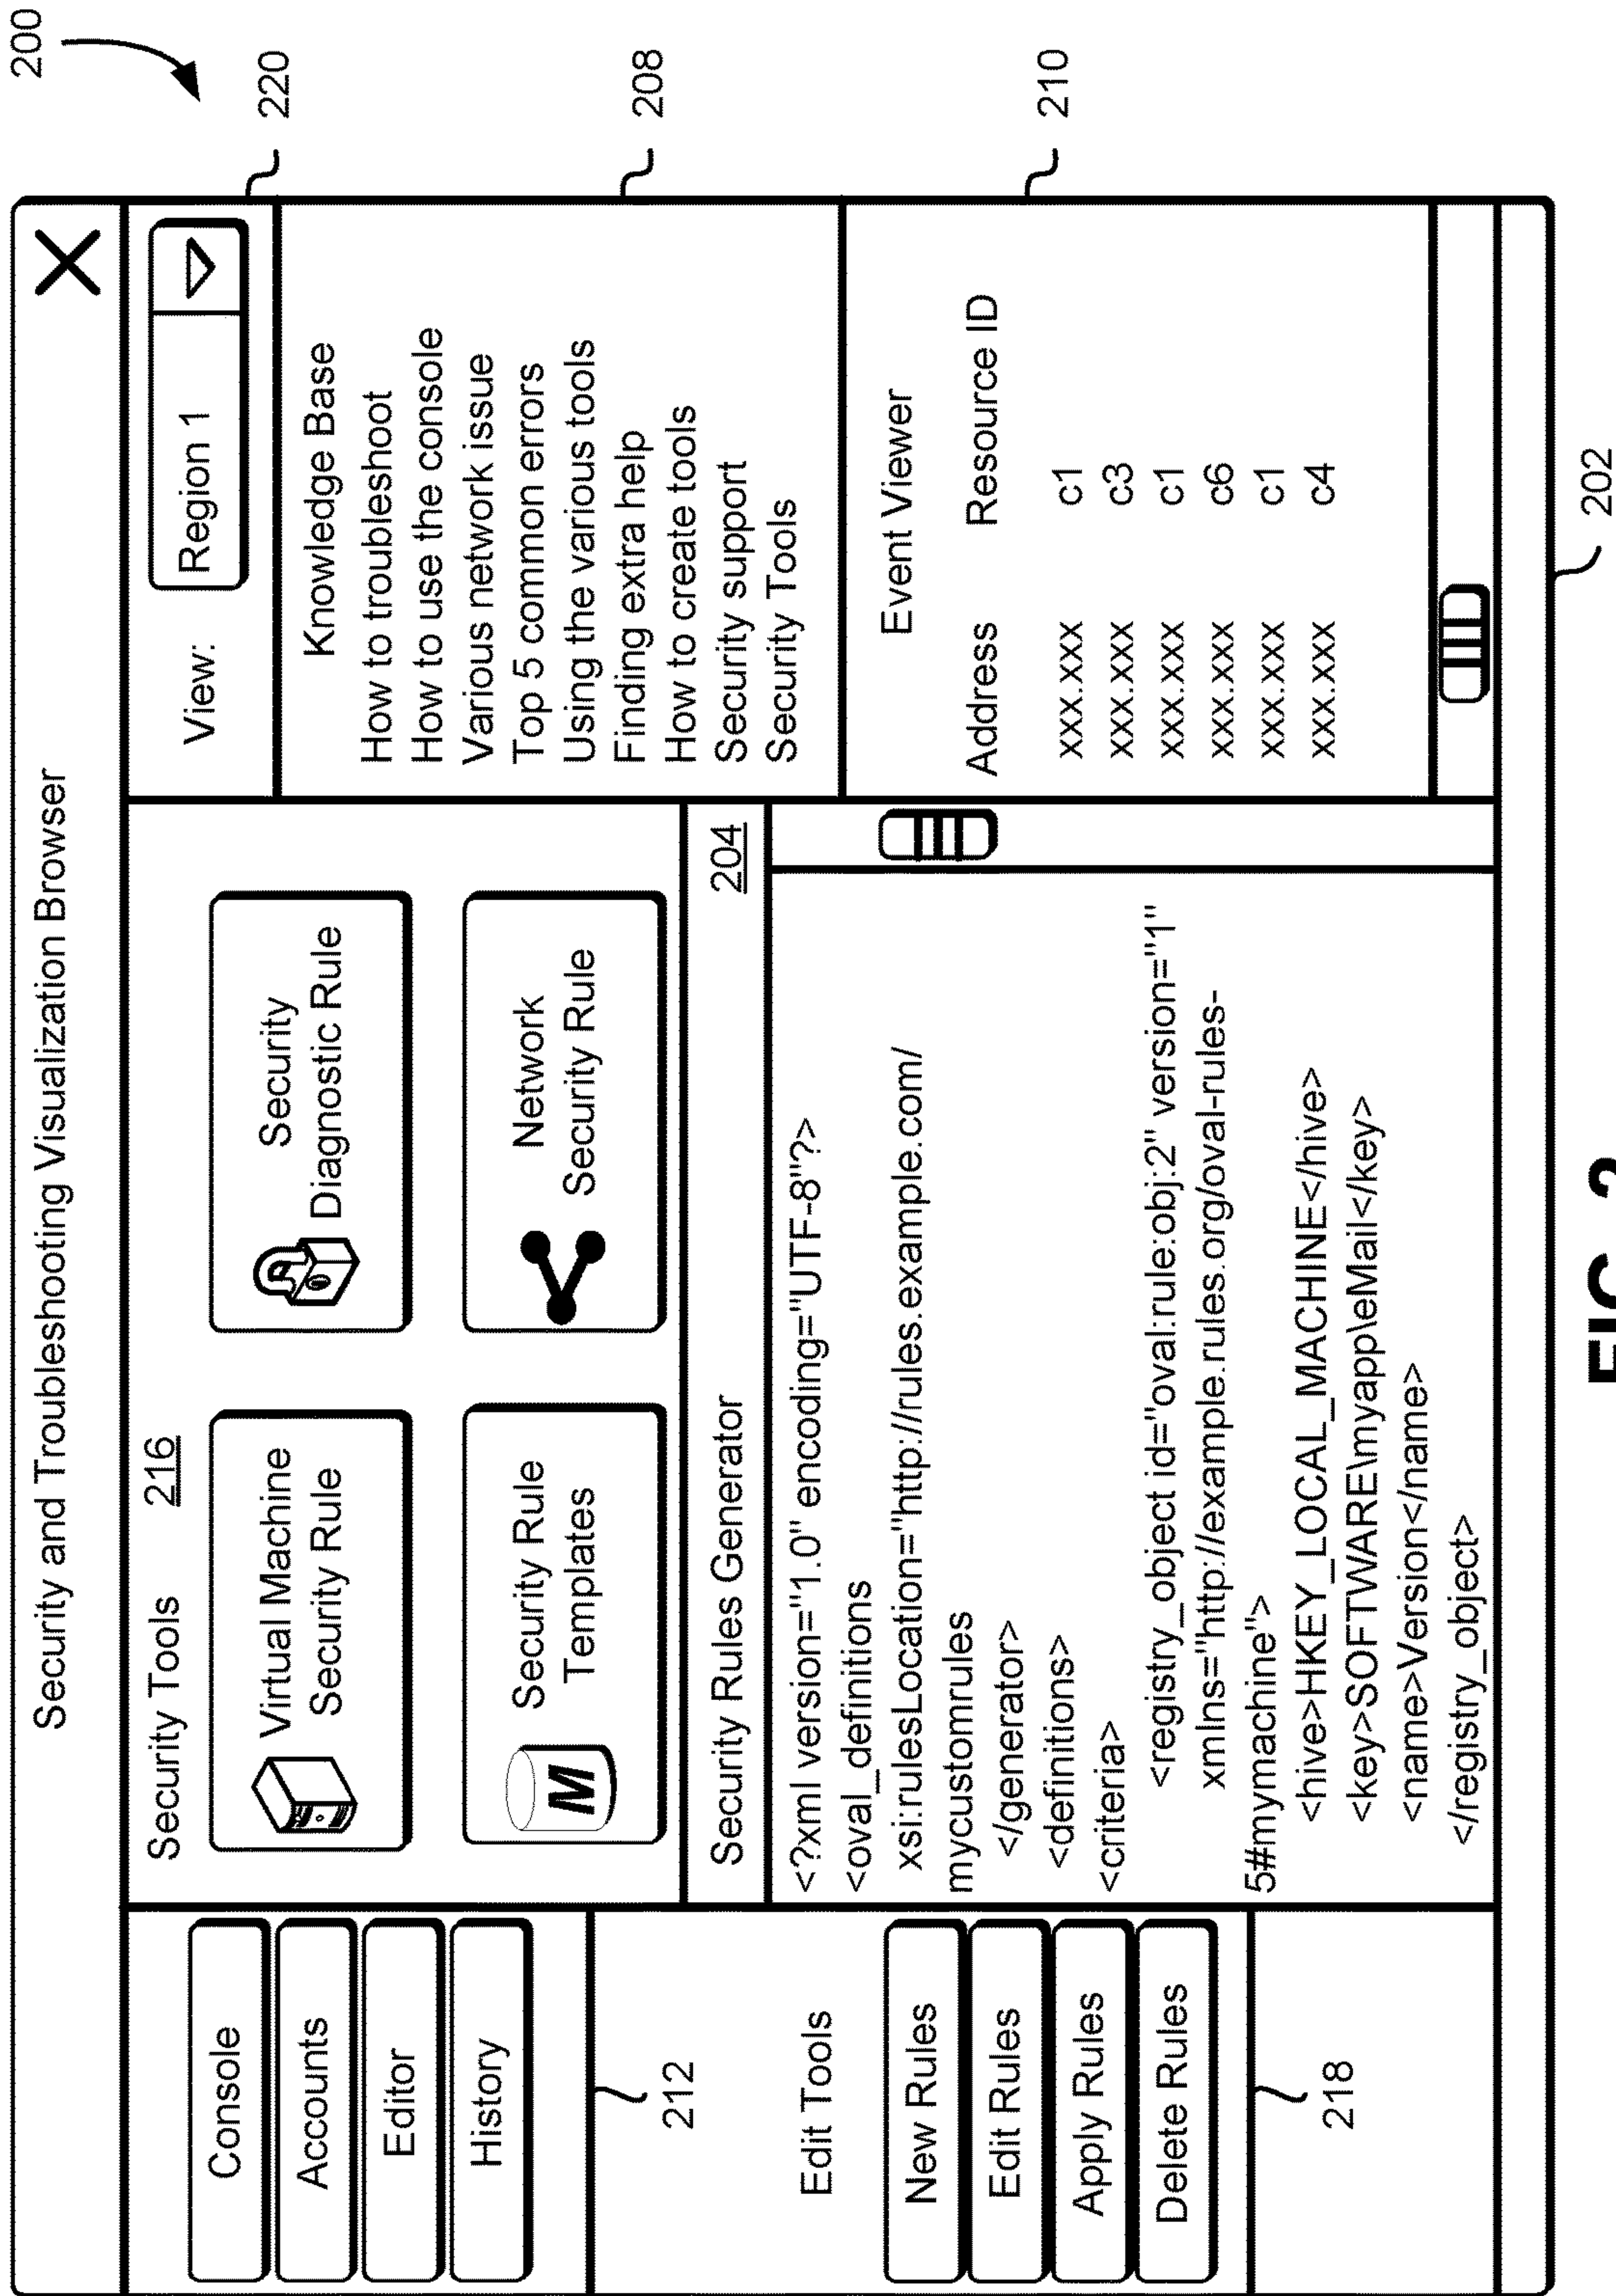 200
Security and Troubleshooting Visualization Browser
Console
Accounts
Editor
History
212
Edit Tools
New Rules
Edit Rules
Apply Rules
Delete Rules
218
Security Tools 216
Virtual Machine
Security Rule
Security
Diagnostic Rule
M
Security Rule
Templates
Network
Security Rule
Security Rules Generator 204
<?xml version="1.0" encoding="UTF-8"?>
<oval_definitions
xsi:rulesLocation="http://rules.example.com/
mycustomrules
</generator>
<definitions>
<criteria>
<registry_object id="oval:rule:obj:2" version="1"
xmlns="http://example.rules.org/oval-rules-
5#mymachine">
<hive>HKEY_LOCAL_MACHINE</hive>
<key>SOFTWARE\myapp\eMail</key>
<name>Version</name>
</registry_object>
View: Region 1
220
Knowledge Base
How to troubleshoot
How to use the console
Various network issue
Top 5 common errors
Using the various tools
Finding extra help
How to create tools
Security support
Security Tools
208
Event Viewer
Address Resource ID
xxx.xxx c1
xxx.xxx c3
xxx.xxx c1
xxx.xxx c6
xxx.xxx c1
xxx.xxx c4
210
202